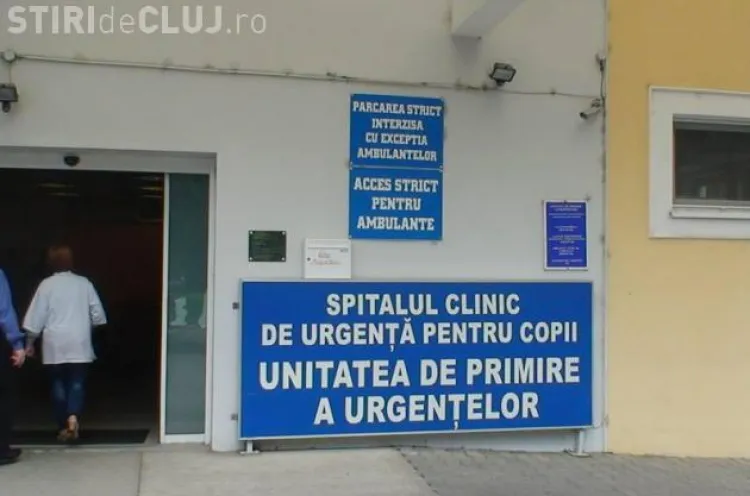 STIRIdeCLUJ.ro
PARCAREA STRICT
INTERZISA
CU EXCEPTIA
AMBULANTELOR
ACCES STRICT
PENTRU
AMBULANTE
SPITALUL CLINIC
DE URGENȚĂ PENTRU COPII
UNITATEA DE PRIMIRE
A URGENȚELOR